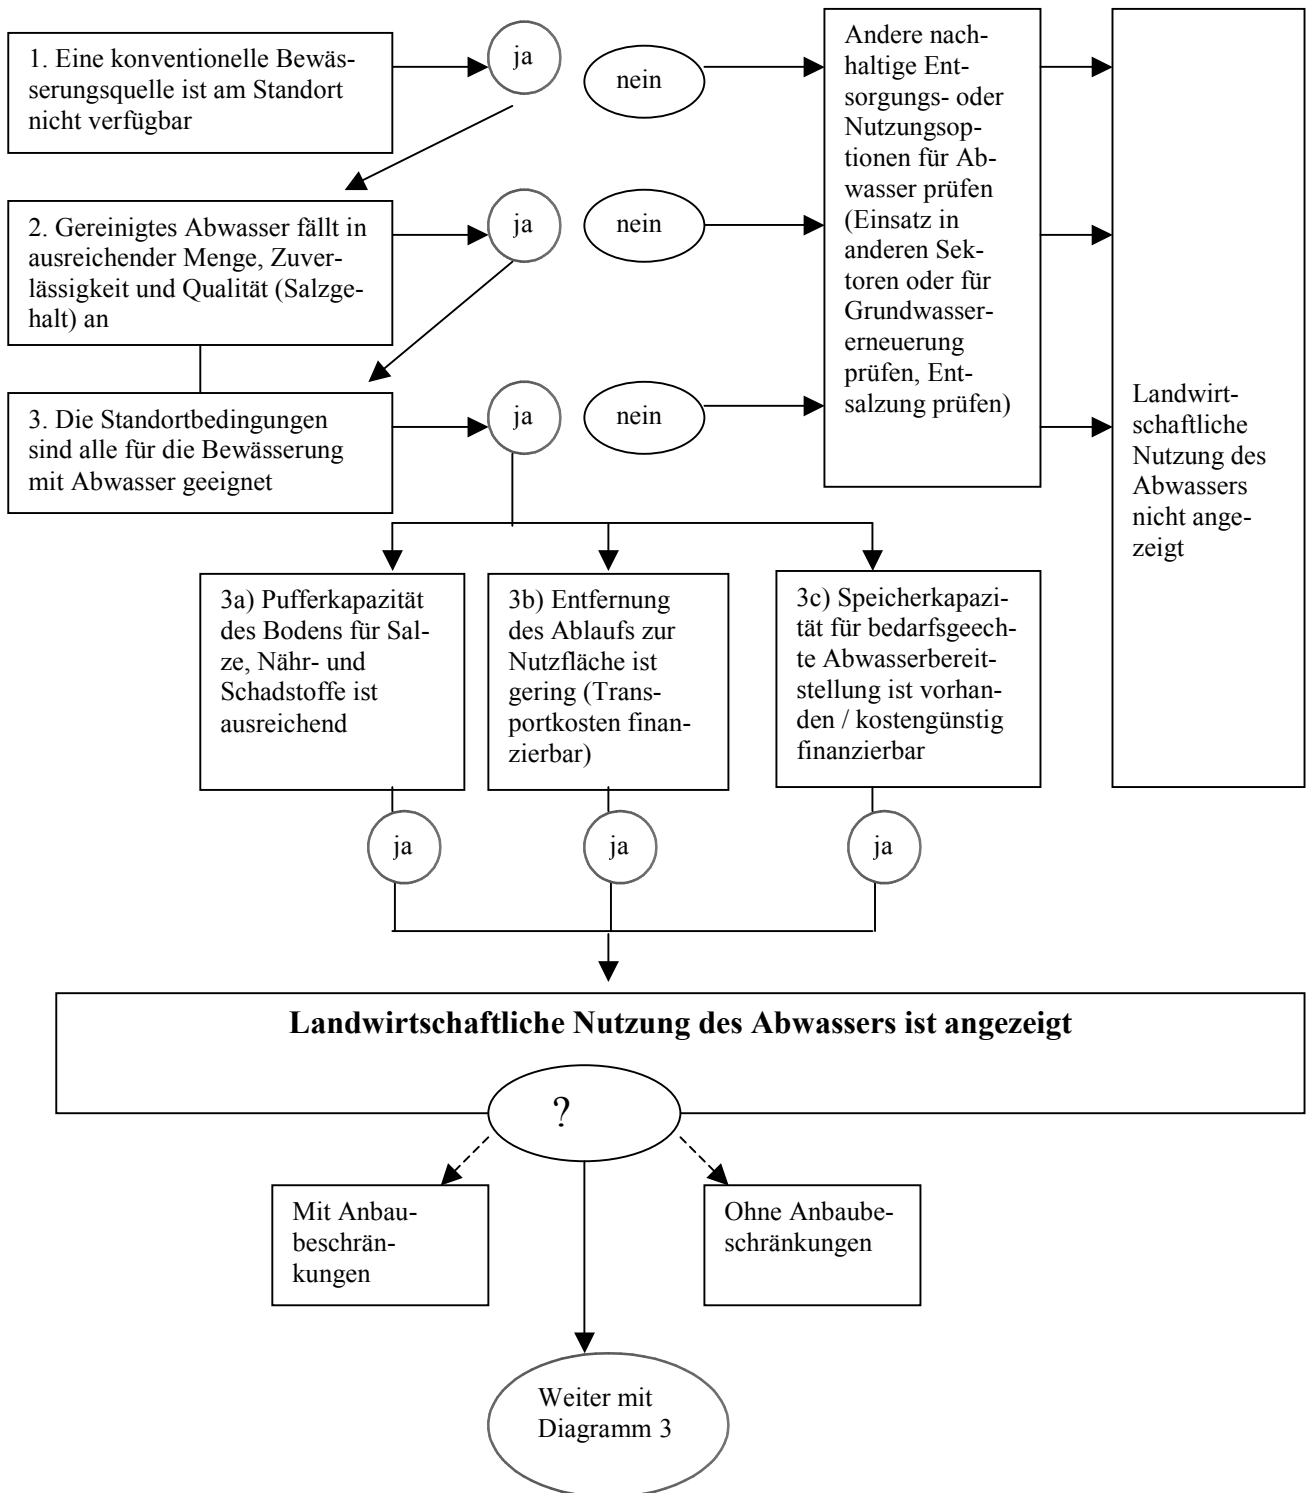 1. Eine konventionelle Bewäs-
serungsquelle ist am Standort
nicht verfügbar
ja
nein
Andere nach-
haltige Ent-
sorgungs- oder
Nutzungsop-
tionen für Ab-
wasser prüfen
(Einsatz in
anderen Sek-
toren oder für
Grundwasser-
erneuerung
prüfen, Ent-
salzung prüfen)
Landwirt-
schaftliche
Nutzung des
Abwassers
nicht ange-
zeigt
2. Gereinigtes Abwasser fällt in
ausreichender Menge, Zuver-
lässigkeit und Qualität (Salzge-
halt) an
ja
nein
3. Die Standortbedingungen
sind alle für die Bewässerung
mit Abwasser geeignet
ja
nein
3a) Pufferkapazität
des Bodens für Sal-
ze, Nähr- und
Schadstoffe ist
ausreichend
3b) Entfernung
des Ablaufs zur
Nutzfläche ist
gering (Trans-
portkosten finan-
zierbar)
3c) Speicherkapazi-
tät für bedarfsgeech-
te Abwasserbereit-
stellung ist vorhan-
den / kostengünstig
finanzierbar
ja
ja
ja
Landwirtschaftliche Nutzung des Abwassers ist angezeigt
?
Mit Anbau-
beschrän-
kungen
Ohne Anbaube-
schränkungen
Weiter mit
Diagramm 3